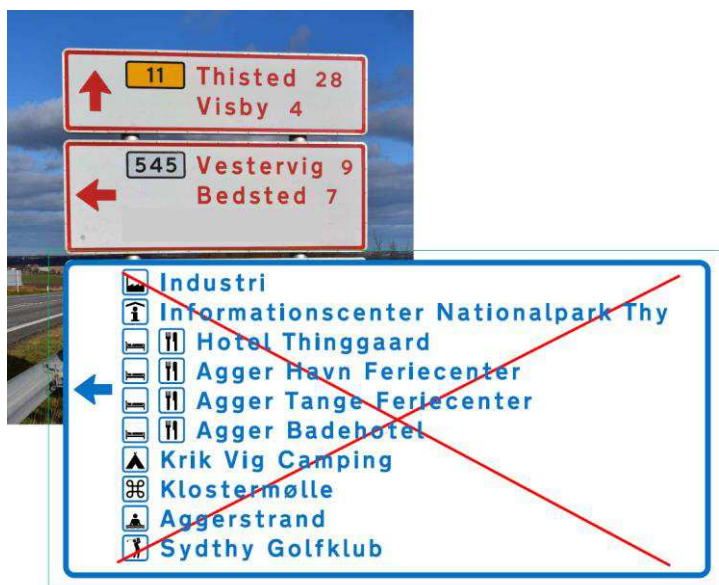 11 Thisted 28
Visby 4
545 Vestervig 9
Bedsted 7
Industri
Informationscenter Nationalpark Thy
Hotel Thinggaard
Agger Havn Feriecenter
Agger Tange Feriecenter
Agger Badehotel
Krik Vig Camping
Klostermølle
Aggerstrand
Sydthy Golfklub